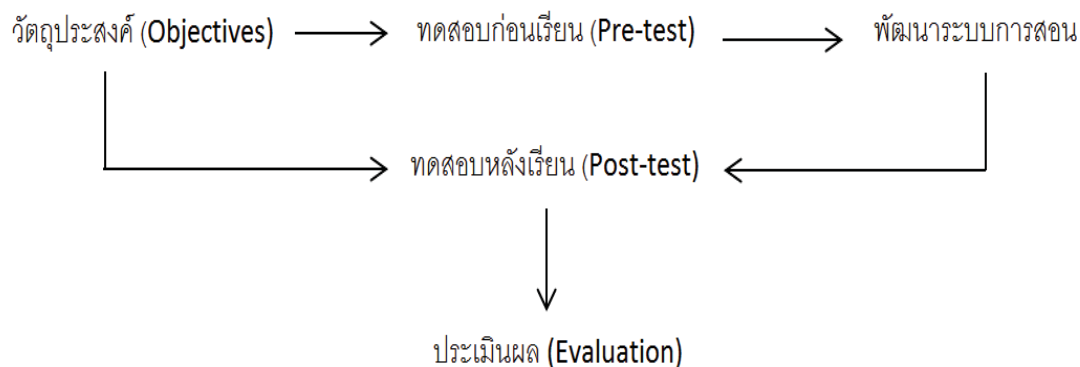 วัตถุประสงค์ (Objectives)
ทดสอบก่อนเรียน (Pre-test)
พัฒนาระบบการสอน
ทดสอบหลังเรียน (Post-test)
ประเมินผล (Evaluation)